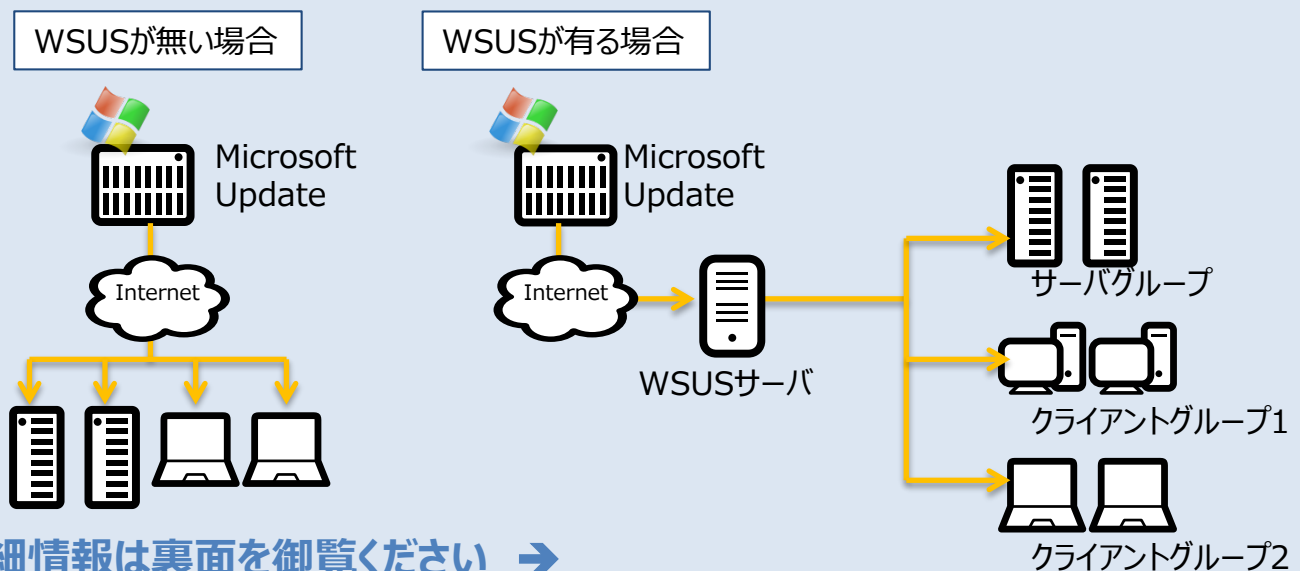 WSUSが無い場合
Microsoft
Update
Internet
WSUSが有る場合
Microsoft
Update
Internet
WSUSサーバ
サーバグループ
クライアントグループ1
クライアントグループ2
細情報は裏面を御覧ください ➔